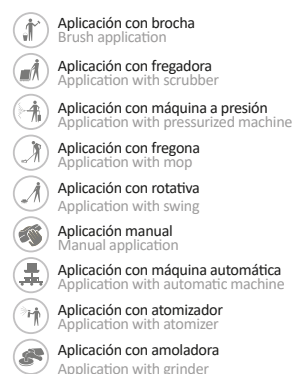 Aplicación con brocha
Brush application
Aplicación con fregadora
Application with scrubber
Aplicación con máquina a presión
Application with pressurized machine
Aplicación con fregona
Application with mop
Aplicación con rotativa
Application with swing
Aplicación manual
Manual application
Aplicación con máquina automática
Application with automatic machine
Aplicación con atomizador
Application with atomizer
Aplicación con amoladora
Application with grinder